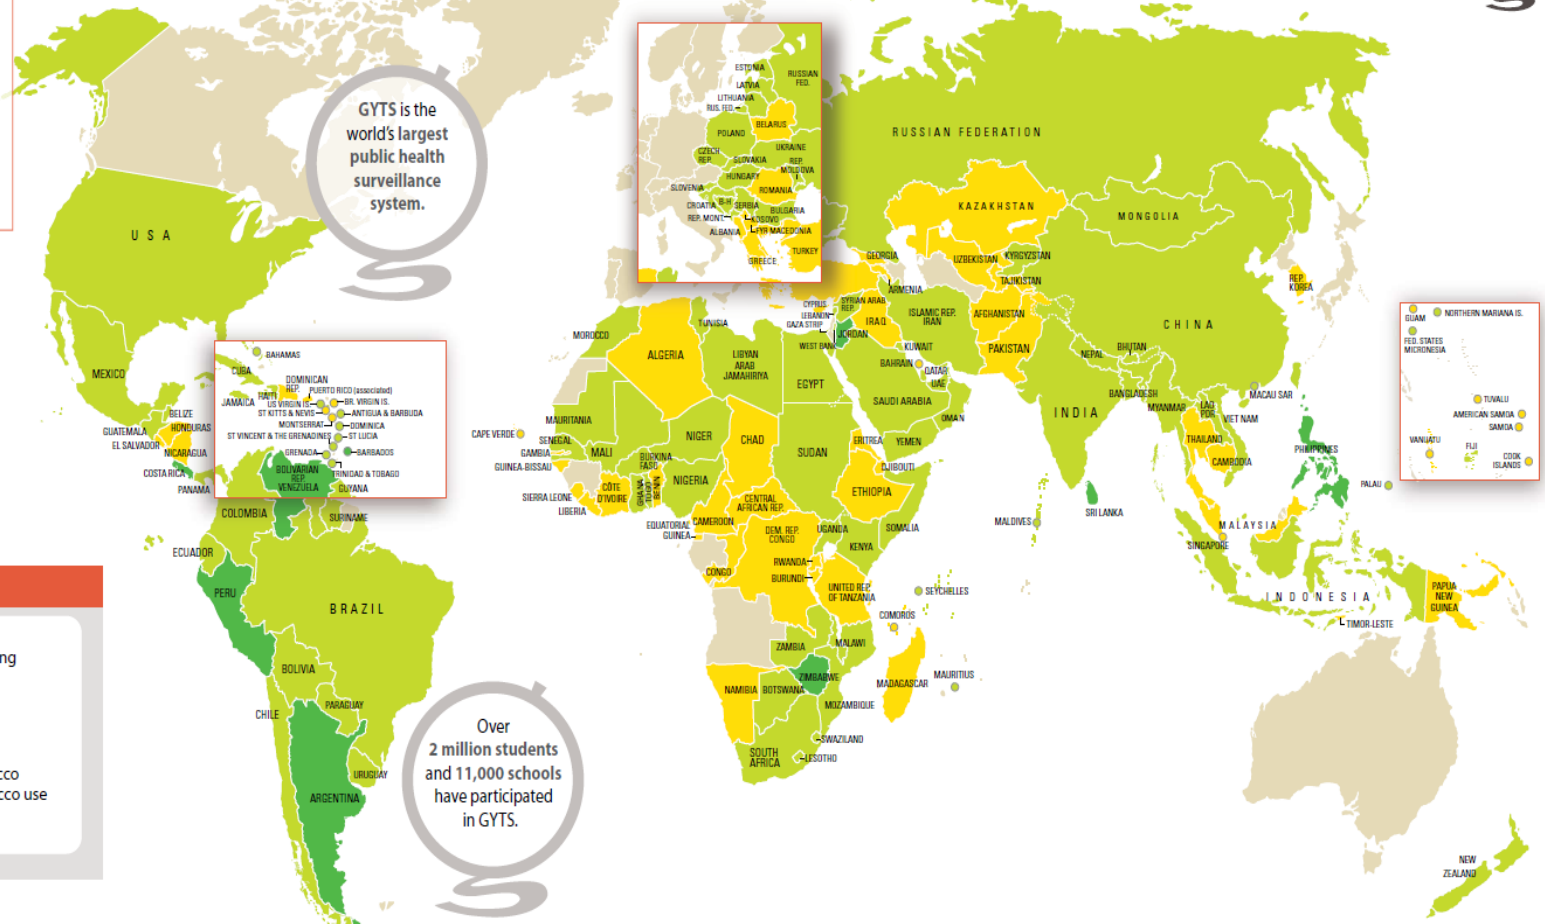 GYTS is the
world's largest
public health
surveillance
system.
ESTONIA
LATVIA
LITHUANIA
RUS. FED.
RUSSIAN
FED.
BELARUS
POLAND
UKRAINE
CZECH
REP.
SLOVAKIA
REP.
MOLDOVA
HUNGARY
SLOVENIA
ROMANIA
CROATIA
B-H
SERBIA
BULGARIA
REP. MONT.
KOSOVO
ALBANIA
FYR MACEDONIA
TURKEY
GREECE
RUSSIAN FEDERATION
USA
KAZAKHSTAN
MONGOLIA
GEORGIA
UZBEKISTAN
KYRGYZSTAN
ARMENIA
TAJIKISTAN
REP.
KOREA
CYPRUS
SYRIAN ARAB
REP.
LEBANON
GAZA STRIP
WEST BANK
JORDAN
IRAQ
ISLAMIC REP.
IRAN
AFGHANISTAN
CHINA
KUWAIT
PAKISTAN
NEPAL
BHUTAN
BAHRAIN
QATAR
UAE
SAUDI ARABIA
OMAN
YEMEN
INDIA
BANGLADESH
MYANMAR
LAO
PDR
VIET NAM
MACAU SAR
THAILAND
CAMBODIA
PHILIPPINES
PALAU
GUAM
NORTHERN MARIANA IS.
FED. STATES
MICRONESIA
TUVALU
AMERICAN SAMOA
SAMOA
VANUATU
FIJI
COOK
ISLANDS
MEXICO
BAHAMAS
CUBA
DOMINICAN
REP.
HAITI
JAMAICA
PUERTO RICO (associated)
US VIRGIN IS.
BR. VIRGIN IS.
ST KITTS & NEVIS
ANTIGUA & BARBUDA
MONTSERRAT
DOMINICA
ST VINCENT & THE GRENADINES
ST LUCIA
GRENADA
BARBADOS
TRINIDAD & TOBAGO
BOLIVARIAN
REP.
VENEZUELA
GUYANA
BELIZE
HONDURAS
GUATEMALA
EL SALVADOR
NICARAGUA
COSTA RICA
PANAMA
COLOMBIA
SURINAME
ECUADOR
PERU
BRAZIL
BOLIVIA
PARAGUAY
CHILE
URUGUAY
ARGENTINA
MOROCCO
TUNISIA
ALGERIA
LIBYAN
ARAB
JAMAHIRIYA
EGYPT
MAURITANIA
CAPE VERDE
SENEGAL
GAMBIA
GUINEA-BISSAU
MALI
NIGER
CHAD
SUDAN
ERITREA
DJIBOUTI
BURKINA
FASO
NIGERIA
SIERRA LEONE
LIBERIA
CÔTE
D'IVOIRE
GHANA
TOGO
BENIN
CENTRAL
AFRICAN REP.
ETHIOPIA
EQUATORIAL
GUINEA
CAMEROON
DEM. REP.
CONGO
UGANDA
SOMALIA
KENYA
CONGO
RWANDA
BURUNDI
UNITED REP.
OF TANZANIA
SEYCHELLES
COMOROS
ZAMBIA
MALAWI
ZIMBABWE
MADAGASCAR
MAURITIUS
NAMIBIA
BOTSWANA
MOZAMBIQUE
SWAZILAND
SOUTH
AFRICA
LESOTHO
MALDIVES
SRI LANKA
MALAYSIA
SINGAPORE
INDONESIA
TIMOR-LESTE
PAPUA
NEW
GUINEA
NEW
ZEALAND
Over
2 million students
and 11,000 schools
have participated
in GYTS.
ng
cco
cco use